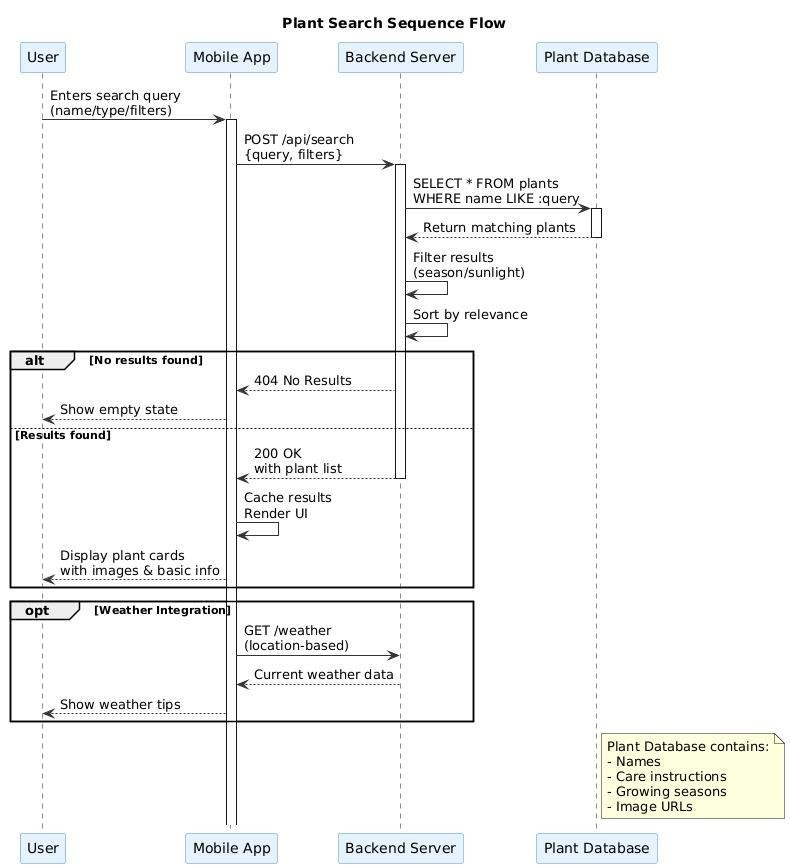 Plant Search Sequence Flow
User
Mobile App
Backend Server
Plant Database
Enters search query
(name/type/filters)
POST /api/search
{query, filters}
SELECT * FROM plants
WHERE name LIKE :query
Return matching plants
Filter results
(season/sunlight)
Sort by relevance
alt
[No results found]
404 No Results
Show empty state
[Results found]
200 OK
with plant list
Cache results
Render UI
Display plant cards
with images & basic info
opt
[Weather Integration]
GET /weather
(location-based)
Current weather data
Show weather tips
Plant Database contains:
- Names
- Care instructions
- Growing seasons
- Image URLs
User
Mobile App
Backend Server
Plant Database